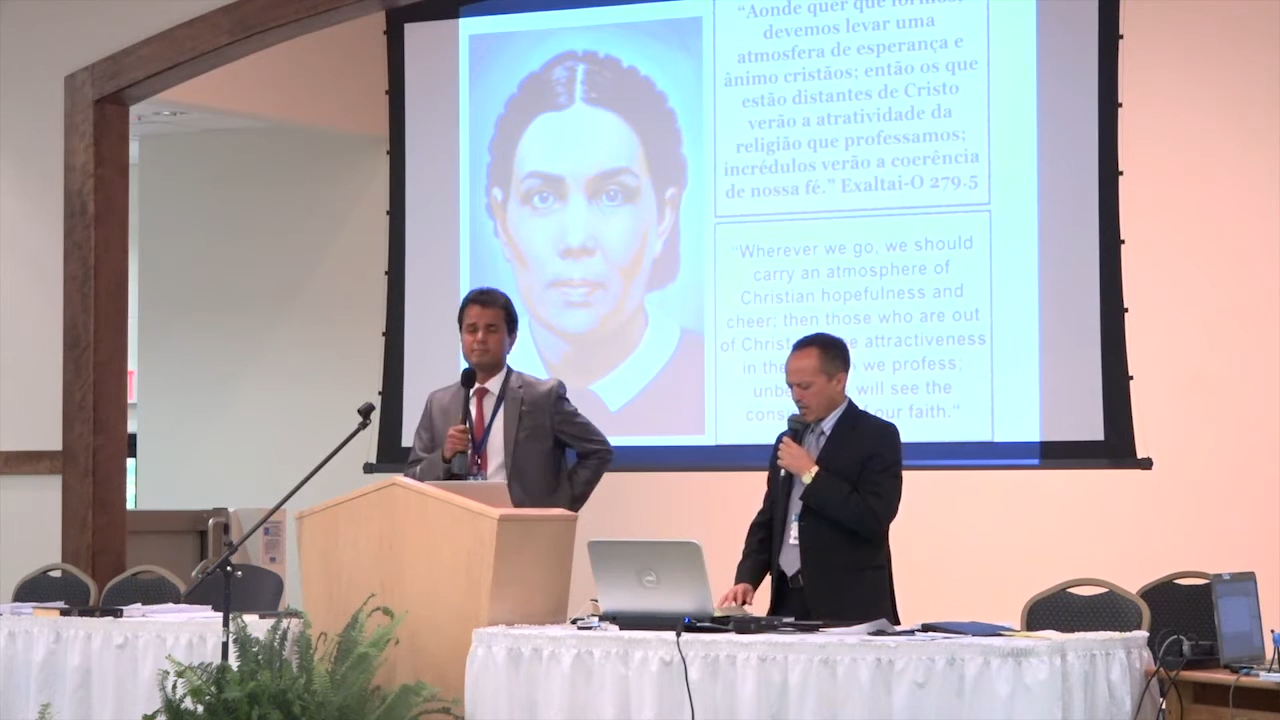 “Aonde quer que formos,
devemos levar uma
atmosfera de esperança e
ânimo cristãos; então os que
estão distantes de Cristo
verão a atratividade da
religião que professamos;
incrédulos verão a coerência
de nossa fé.” Exaltai-O 279.5
“Wherever we go, we should
carry an atmosphere of
Christian hopefulness and
cheer; then those who are out
of Christ attractiveness
in the we profess;
will see the
our faith.“
DELL